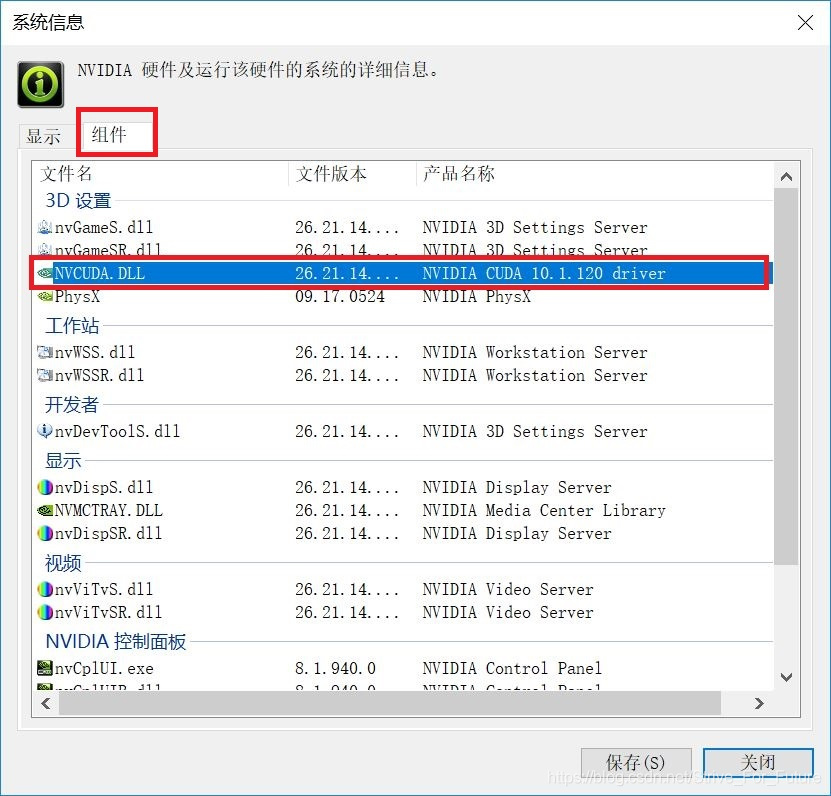 系统信息
NVIDIA 硬件及运行该硬件的系统的详细信息。
显示 组件
文件名 文件版本 产品名称
3D 设置
nvGameS.dll 26.21.14.... NVIDIA 3D Settings Server
nvGameSR.dll 26.21.14.... NVIDIA 3D Settings Server
NVCUDA.DLL 26.21.14.... NVIDIA CUDA 10.1.120 driver
PhysX 09.17.0524 NVIDIA PhysX
工作站
nvWSS.dll 26.21.14.... NVIDIA Workstation Server
nvWSSR.dll 26.21.14.... NVIDIA Workstation Server
开发者
nvDevToolS.dll 26.21.14.... NVIDIA 3D Settings Server
显示
nvDispS.dll 26.21.14.... NVIDIA Display Server
NVMCTRAY.DLL 26.21.14.... NVIDIA Media Center Library
nvDispSR.dll 26.21.14.... NVIDIA Display Server
视频
nvViTvS.dll 26.21.14.... NVIDIA Video Server
nvViTvSR.dll 26.21.14.... NVIDIA Video Server
NVIDIA 控制面板
nvCplUI.exe 8.1.940.0 NVIDIA Control Panel
nvCplUIR.dll 8.1.940.0 NVIDIA Control Panel
保存(S) 关闭
https://blog.csdn.net/Strive_For_Future